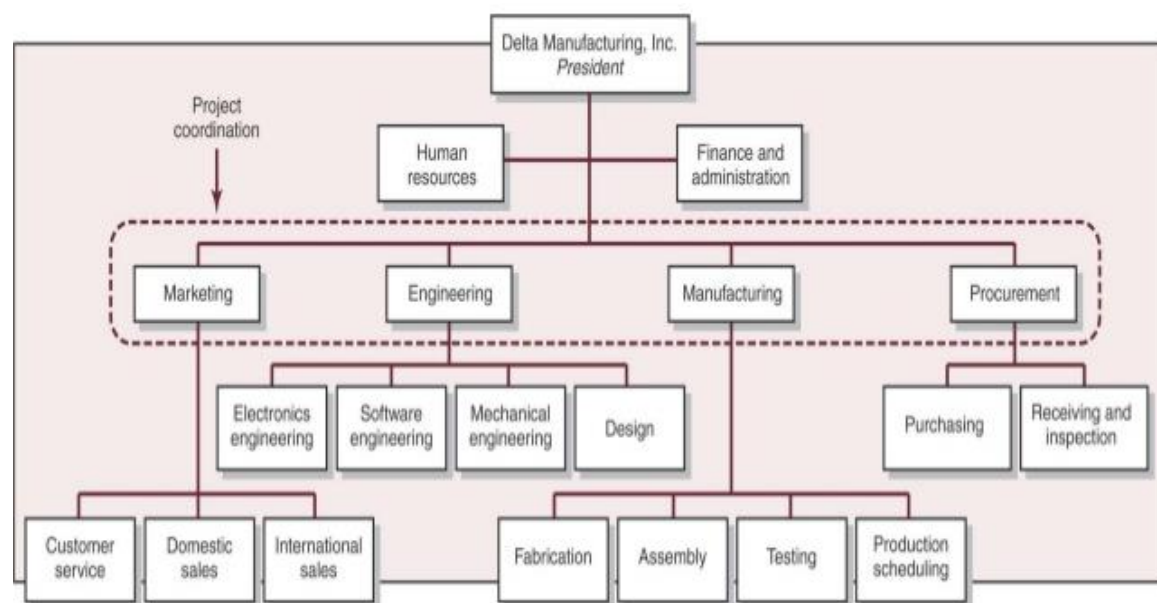 Delta Manufacturing, Inc.
President
Project
coordination
Human
resources
Finance and
administration
Marketing
Engineering
Manufacturing
Procurement
Electronics
engineering
Software
engineering
Mechanical
engineering
Design
Purchasing
Receiving and
inspection
Customer
service
Domestic
sales
International
sales
Fabrication
Assembly
Testing
Production
scheduling